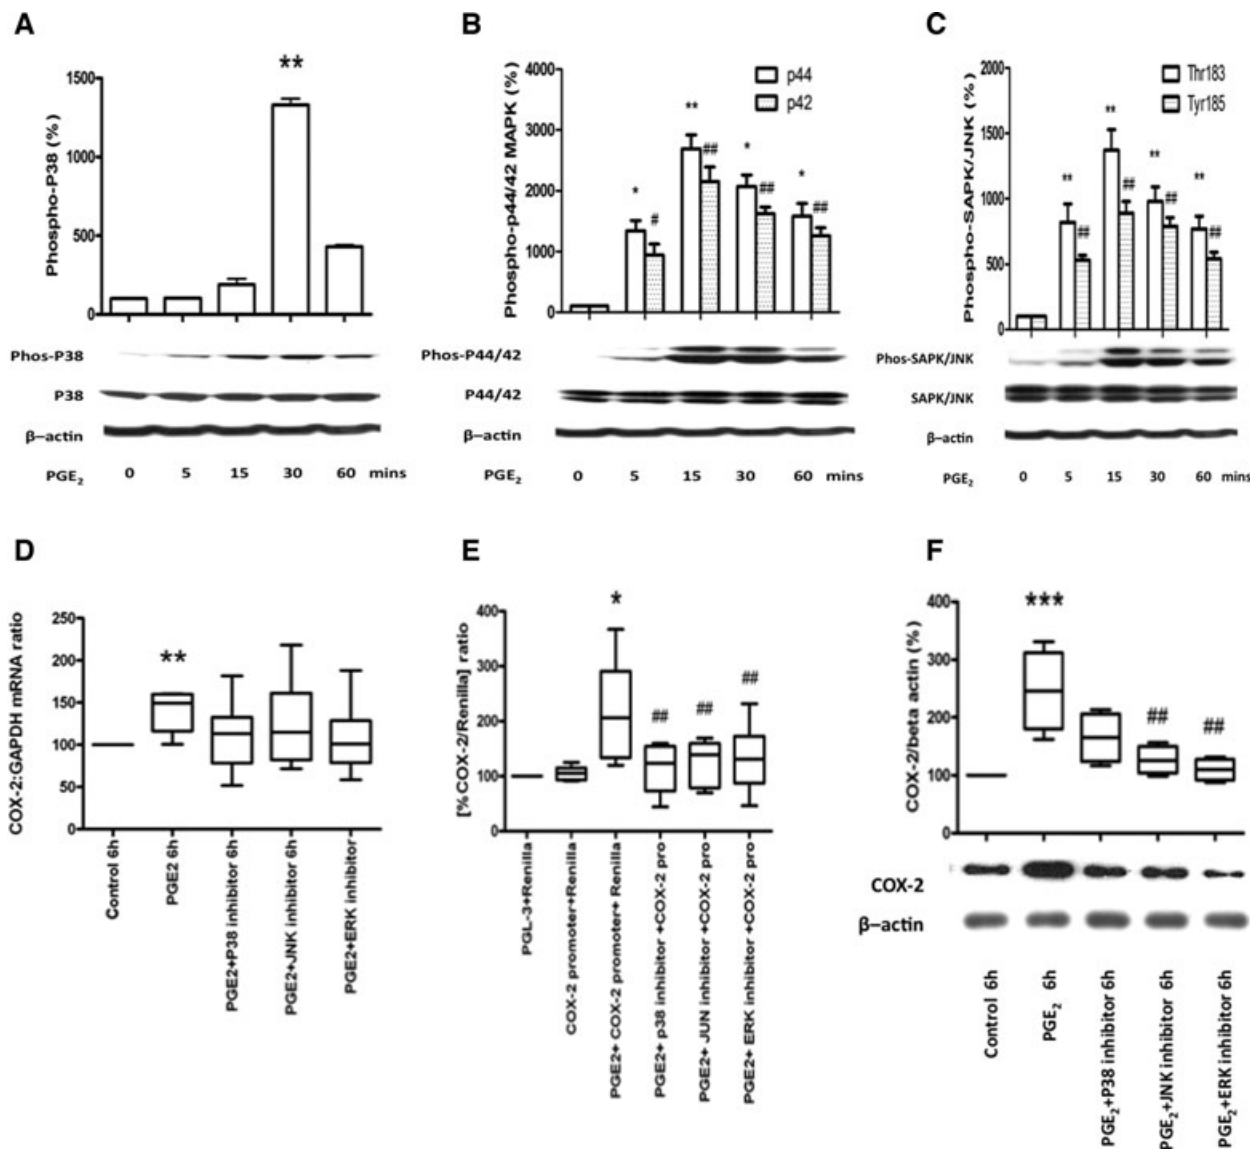 A
Phospho-P38 (%)
1500
1000
500
0
**
Phos-P38
P38
β–actin
PGE2 0 5 15 30 60 mins
B
Phospho-p44/42 MAPK (%)
4000
3000
2000
1000
0
p44
p42
* # ** ## * ## * ##
Phos-P44/42
P44/42
β–actin
PGE2 0 5 15 30 60 mins
C
Phospho-SAPK/JNK (%)
2000
1500
1000
500
0
Thr183
Tyr185
** ## ** ## ** ## ** ##
Phos-SAPK/JNK
SAPK/JNK
β–actin
PGE2 0 5 15 30 60 mins
D
COX-2:GAPDH mRNA ratio
250
200
150
100
50
0
**
Control 6h
PGE2 6h
PGE2+P38 inhibitor 6h
PGE2+JNK inhibitor 6h
PGE2+ERK inhibitor
E
[%COX-2/Renilla] ratio
400
300
200
100
0
* ## ## ##
PGL-3+Renilla
COX-2 promoter+Renilla
PGE2+ COX-2 promoter+ Renilla
PGE2+ p38 inhibitor +COX-2 pro
PGE2+ JUN inhibitor +COX-2 pro
PGE2+ ERK inhibitor +COX-2 pro
F
COX-2/beta actin (%)
400
300
200
100
0
*** ## ##
COX-2
β–actin
Control 6h
PGE2 6h
PGE2+P38 inhibitor 6h
PGE2+JNK inhibitor 6h
PGE2+ERK inhibitor 6h